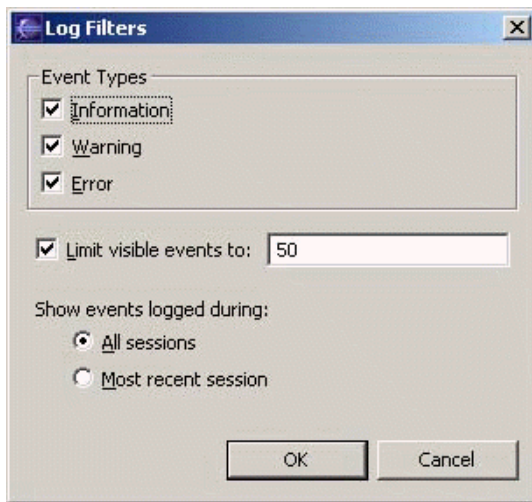 Log Filters
Event Types
Information
Warning
Error
Limit visible events to: 50
Show events logged during:
All sessions
Most recent session
OK Cancel